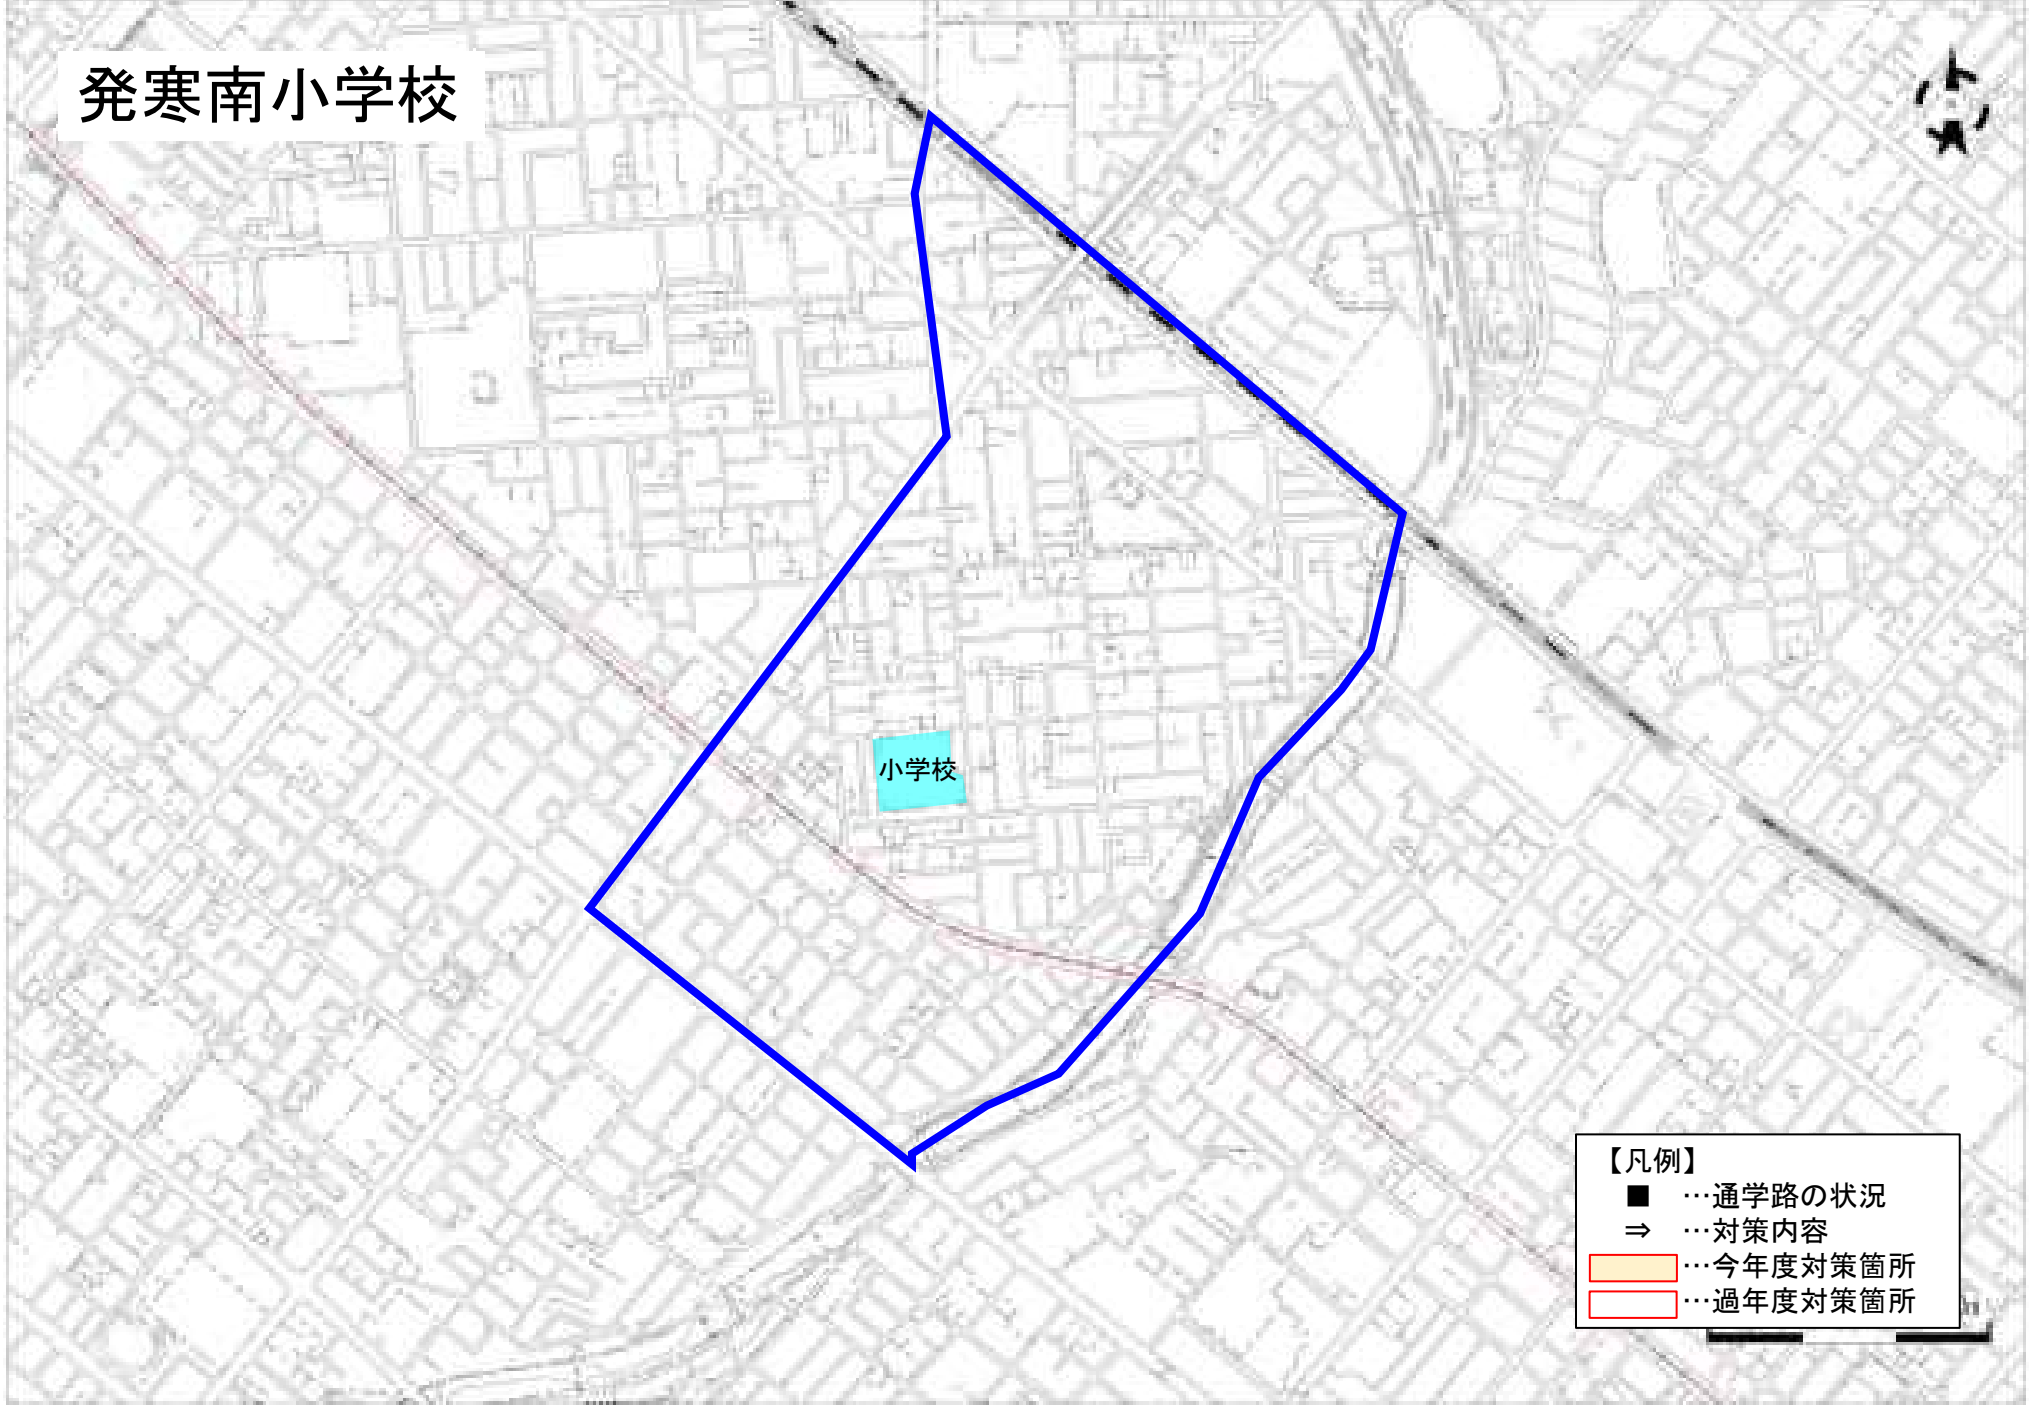 発寒南小学校
小学校
【凡例】
■ …通学路の状況
⇒ …対策内容
…今年度対策箇所
…過年度対策箇所